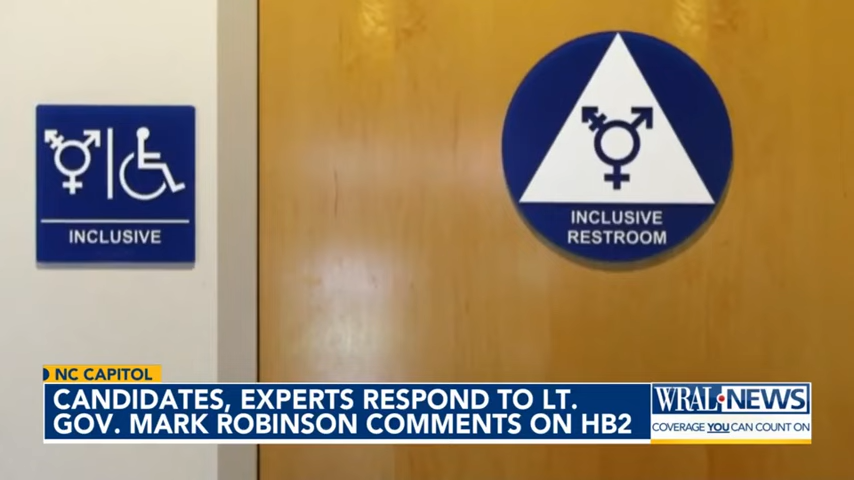 INCLUSIVE
INCLUSIVE
RESTROOM
NC CAPITOL
CANDIDATES, EXPERTS RESPOND TO LT.
GOV. MARK ROBINSON COMMENTS ON HB2
WRAL NEWS
COVERAGE YOU CAN COUNT ON